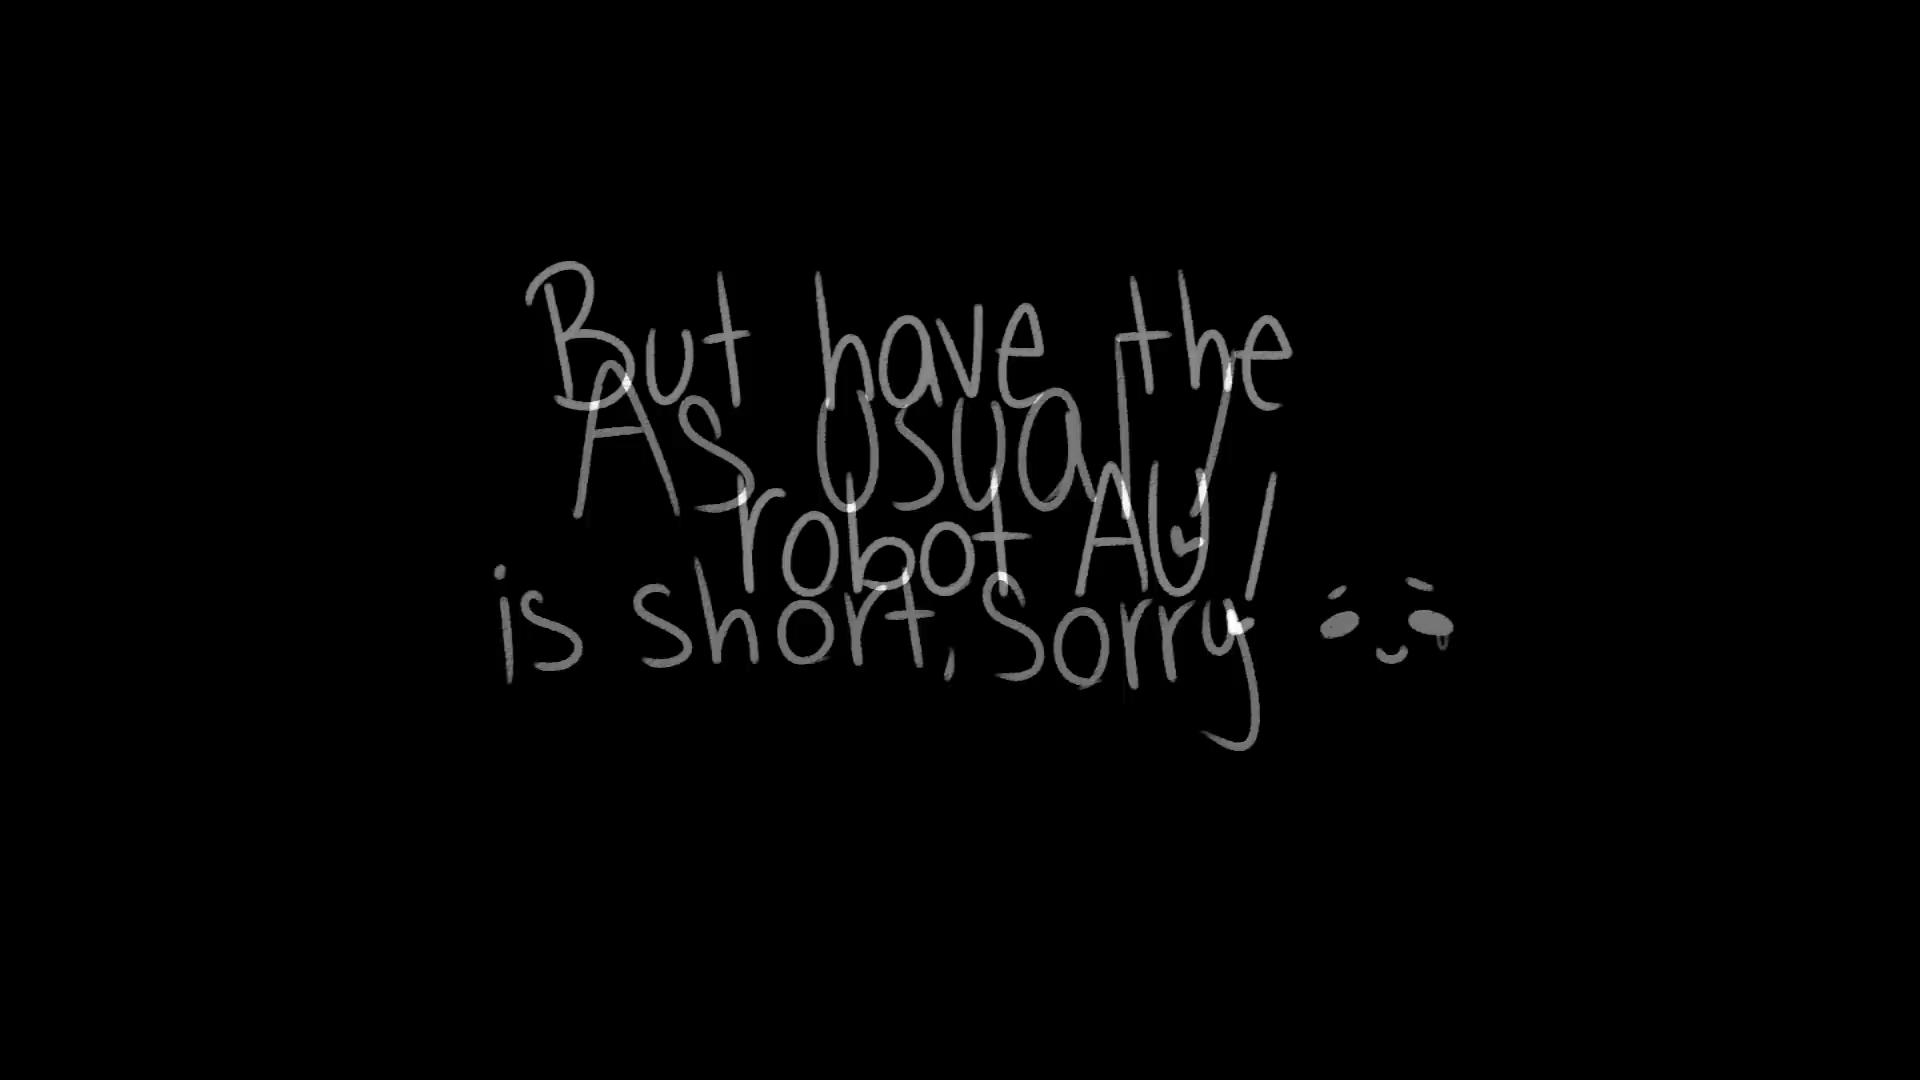 But have the
As usual!
robot AU!
is short, sorry